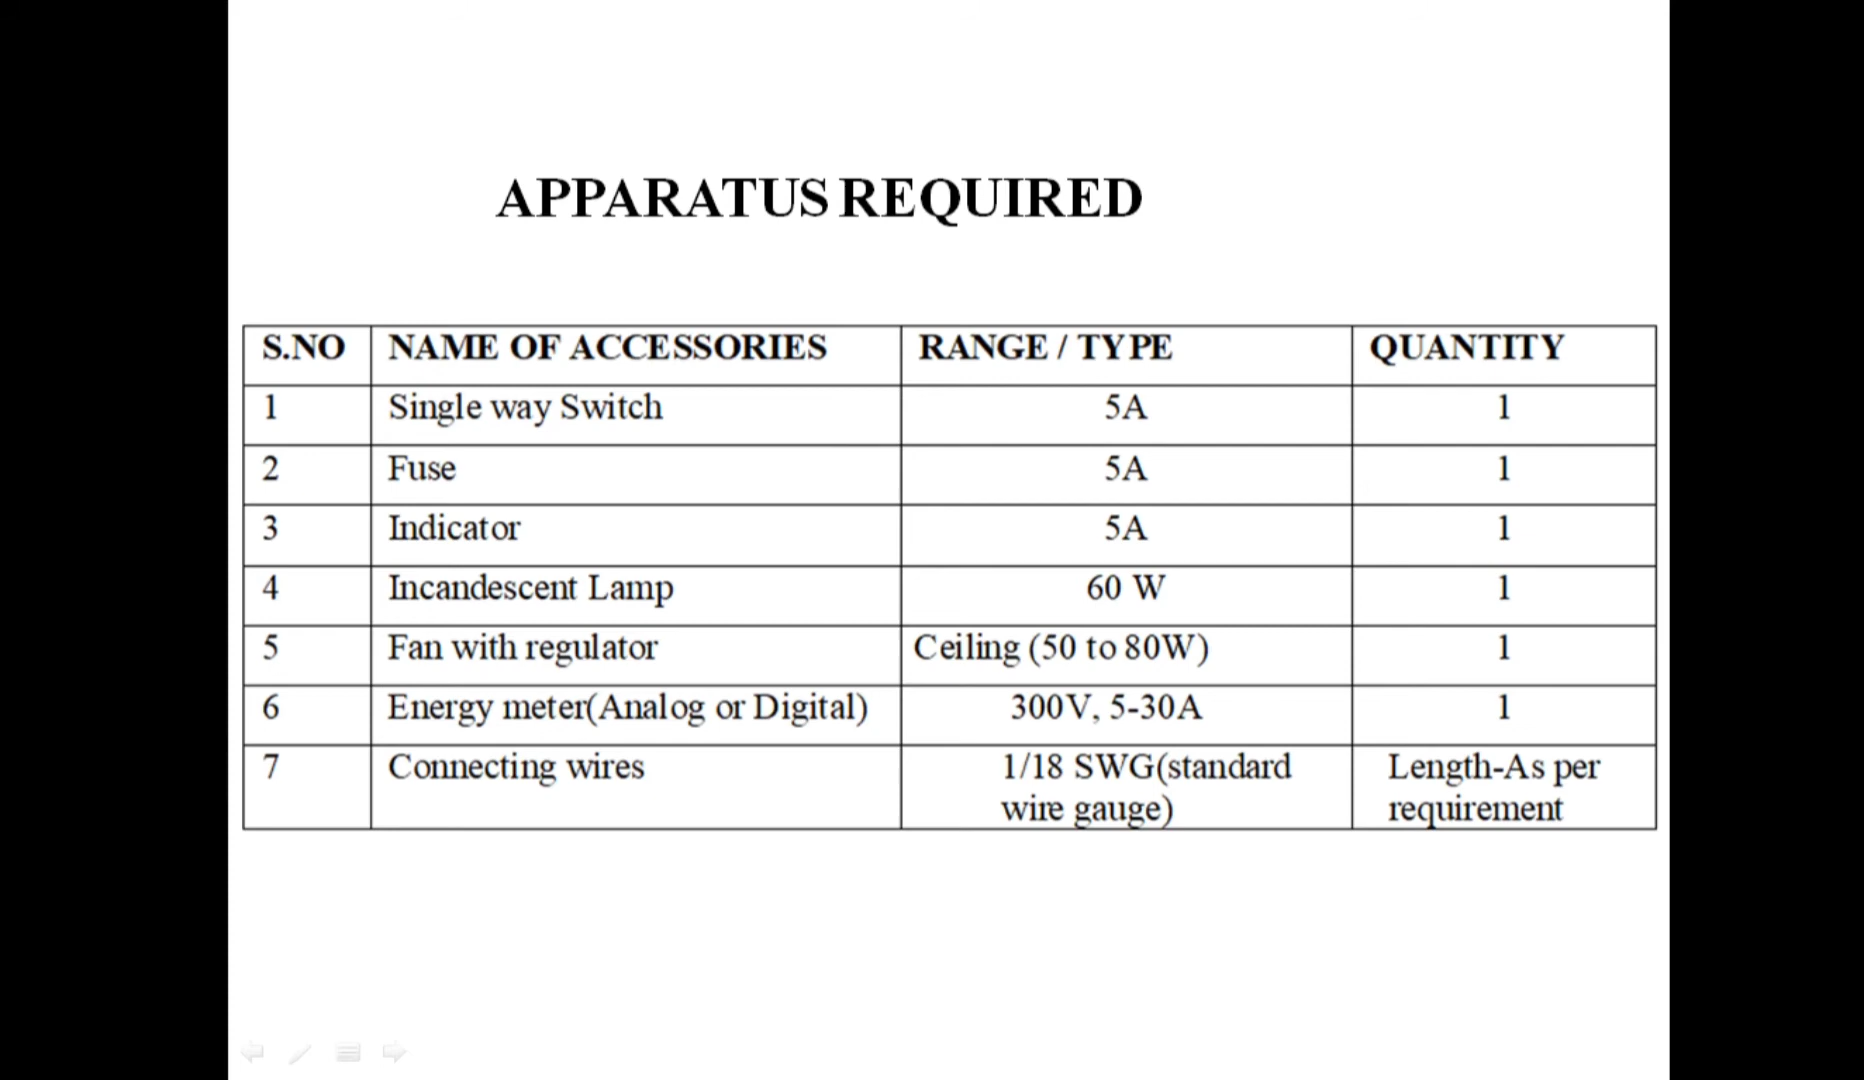 APPARATUS REQUIRED
S.NO NAME OF ACCESSORIES RANGE / TYPE QUANTITY
1 Single way Switch 5A 1
2 Fuse 5A 1
3 Indicator 5A 1
4 Incandescent Lamp 60 W 1
5 Fan with regulator Ceiling (50 to 80W) 1
6 Energy meter(Analog or Digital) 300V, 5-30A 1
7 Connecting wires 1/18 SWG(standard Length-As per
wire gauge) requirement